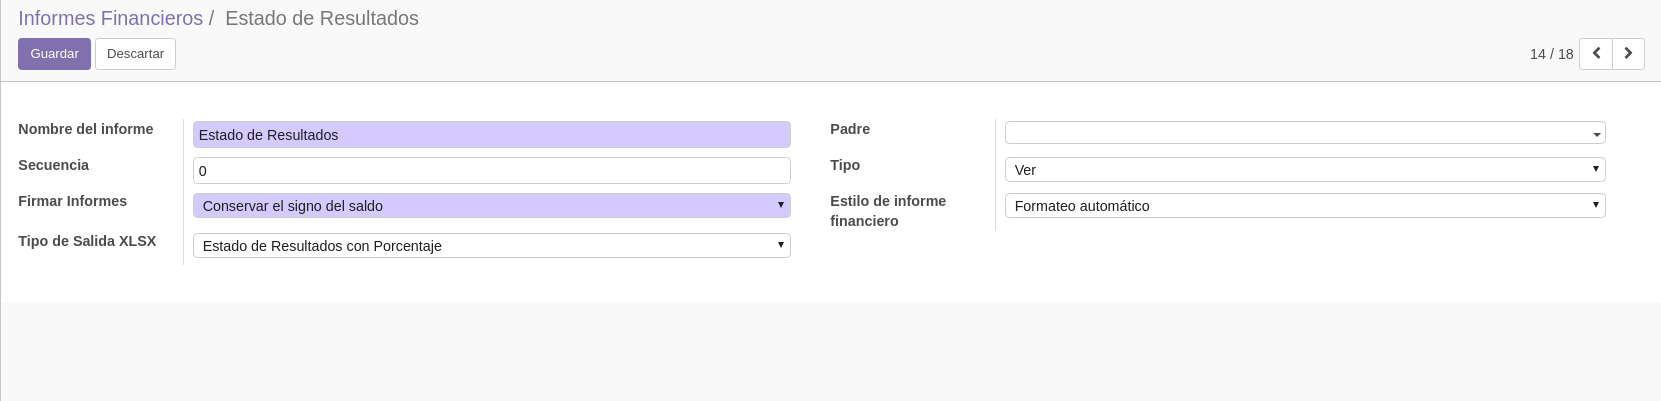 Informes Financieros / Estado de Resultados
Guardar Descartar 14 / 18
Nombre del informe Estado de Resultados
Secuencia 0
Firmar Informes Conservar el signo del saldo
Tipo de Salida XLSX Estado de Resultados con Porcentaje
Padre
Tipo Ver
Estilo de informe Formateo automático
financiero